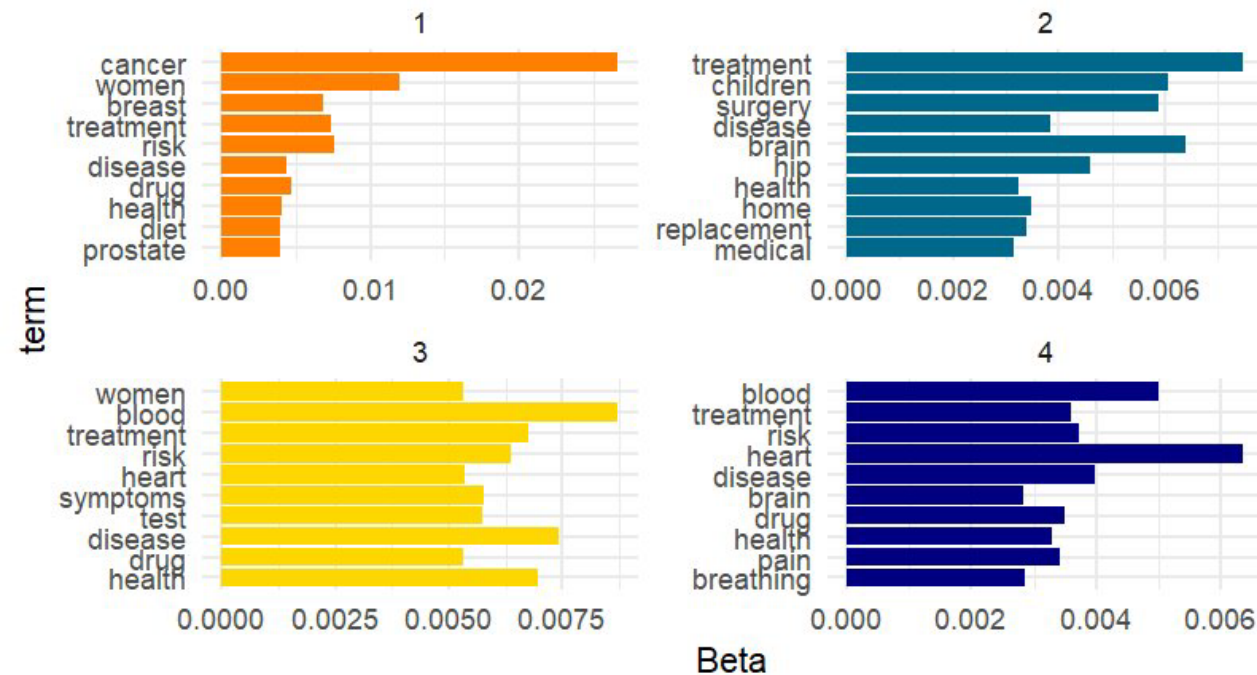 1
cancer
women
breast
treatment
risk
disease
drug
health
diet
prostate
0.00 0.01 0.02
2
treatment
children
surgery
disease
brain
hip
health
home
replacement
medical
0.000 0.002 0.004 0.006
term
3
women
blood
treatment
risk
heart
symptoms
test
disease
drug
health
0.0000 0.0025 0.0050 0.0075
4
blood
treatment
risk
heart
disease
brain
drug
health
pain
breathing
0.000 0.002 0.004 0.006
Beta